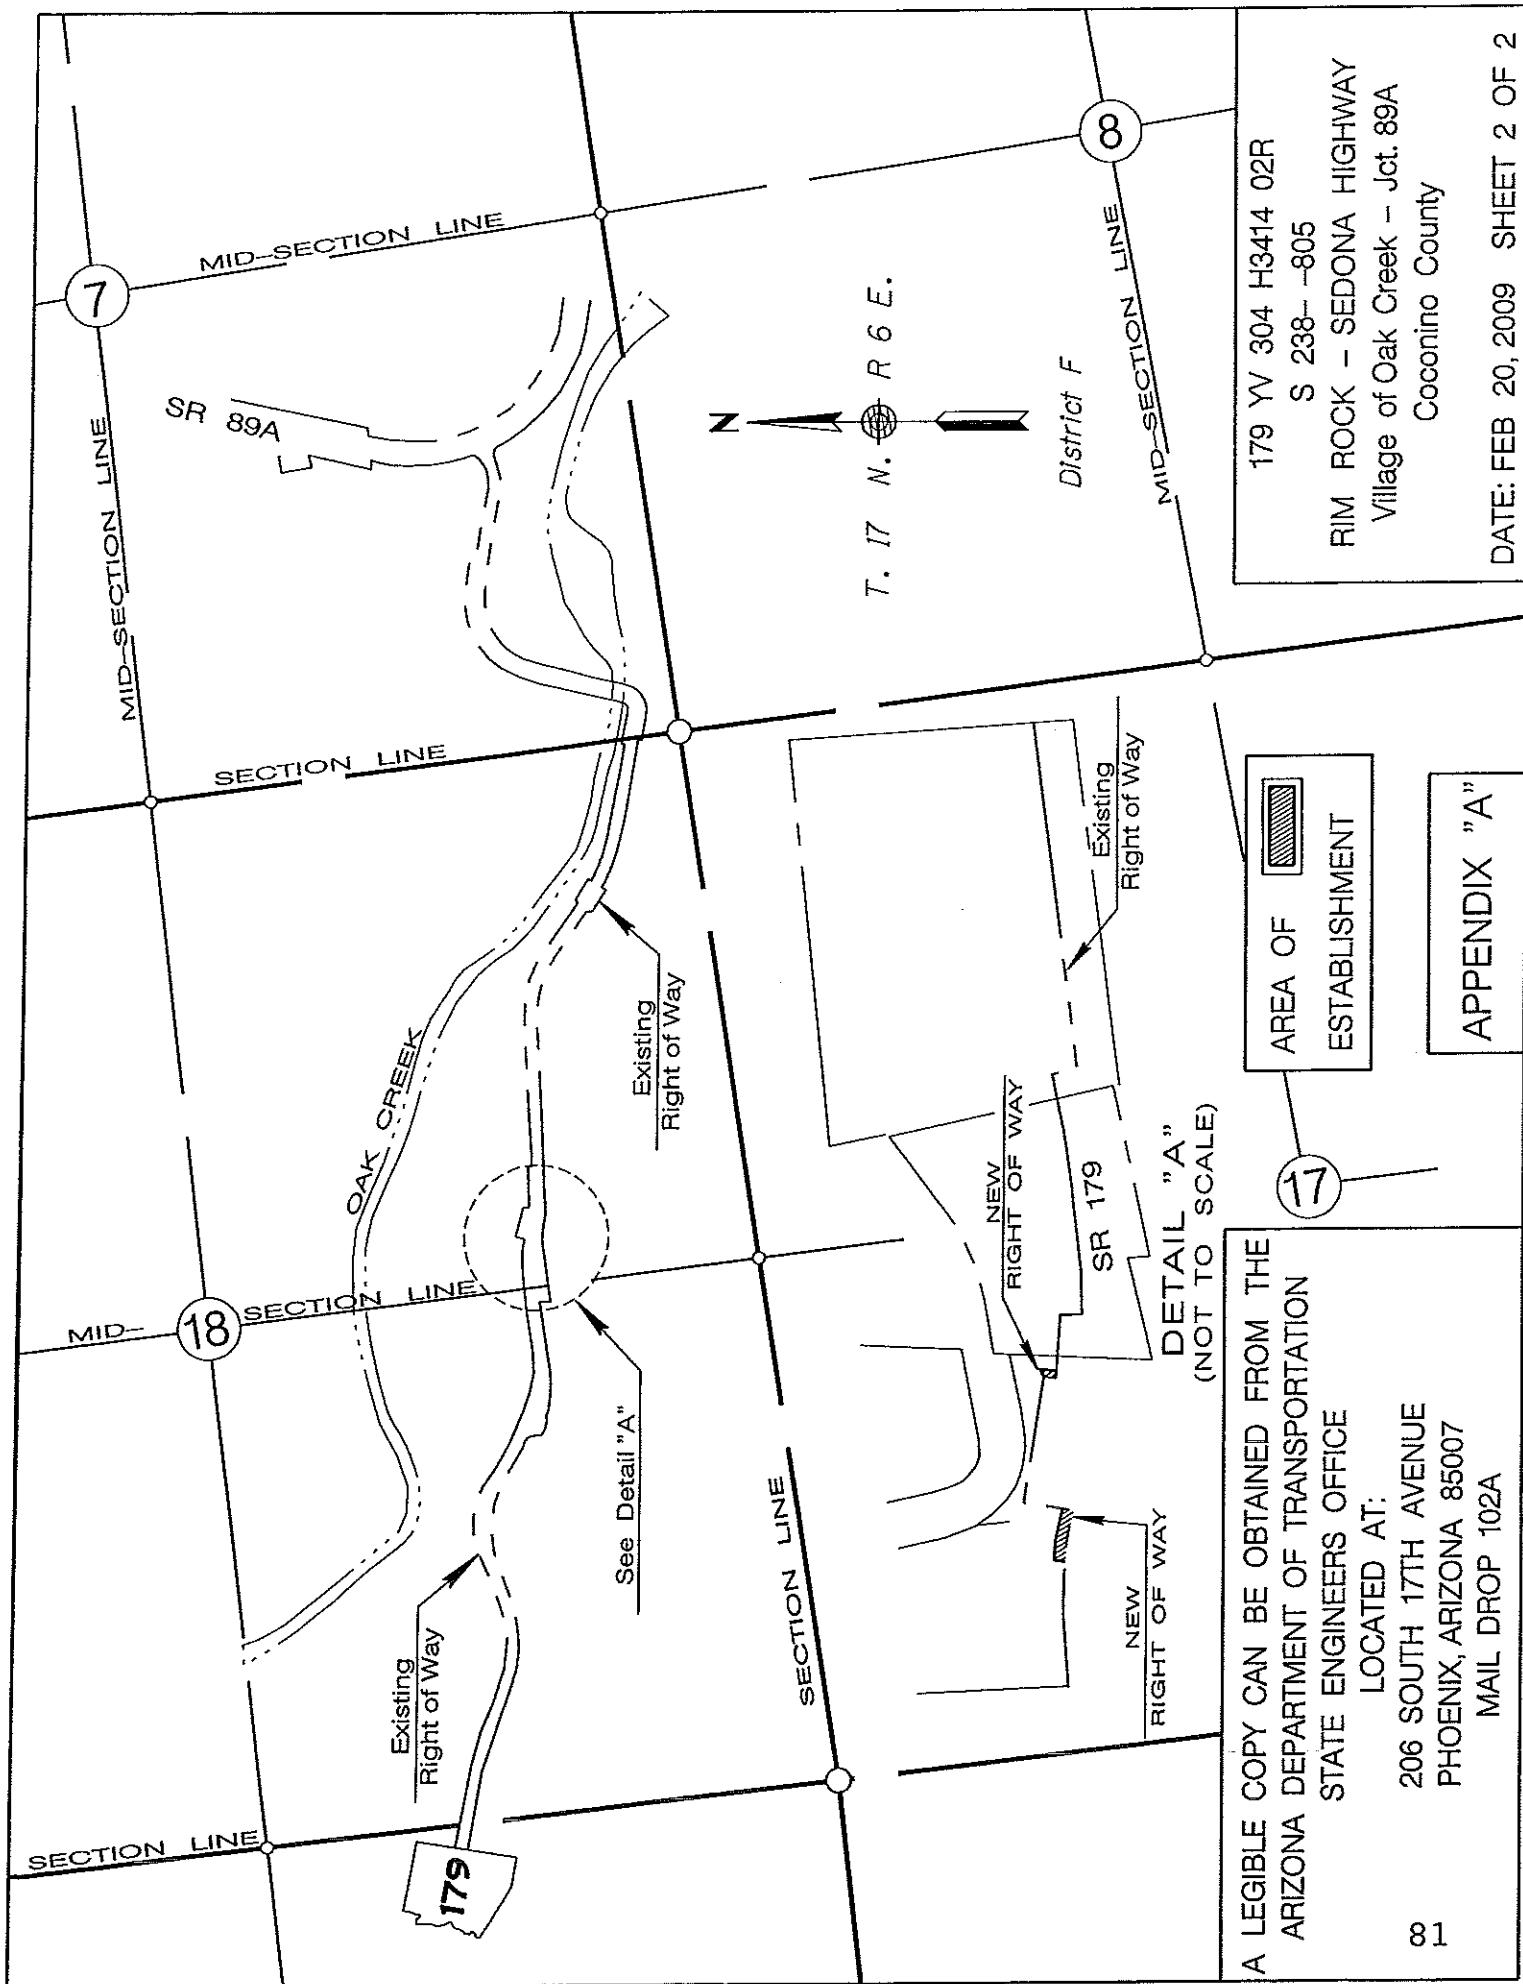 7
MID-SECTION LINE
MID-SECTION LINE
SR 89A
SECTION LINE
OAK CREEK
MID-
18
SECTION LINE
Existing
Right of Way
See Detail "A"
Existing
Right of Way
SECTION LINE
179
SECTION LINE
N
T. 17 N. R 6 E.
District F
8
MID-SECTION LINE
Existing
Right of Way
NEW
RIGHT OF WAY
SR 179
DETAIL "A"
(NOT TO SCALE)
NEW
RIGHT OF WAY
17
AREA OF
ESTABLISHMENT
APPENDIX "A"
A LEGIBLE COPY CAN BE OBTAINED FROM THE
ARIZONA DEPARTMENT OF TRANSPORTATION
STATE ENGINEERS OFFICE
LOCATED AT:
206 SOUTH 17TH AVENUE
PHOENIX, ARIZONA 85007
MAIL DROP 102A
81
179 YV 304 H3414 02R
S 238- -805
RIM ROCK - SEDONA HIGHWAY
Village of Oak Creek - Jct. 89A
Coconino County
DATE: FEB 20, 2009 SHEET 2 OF 2